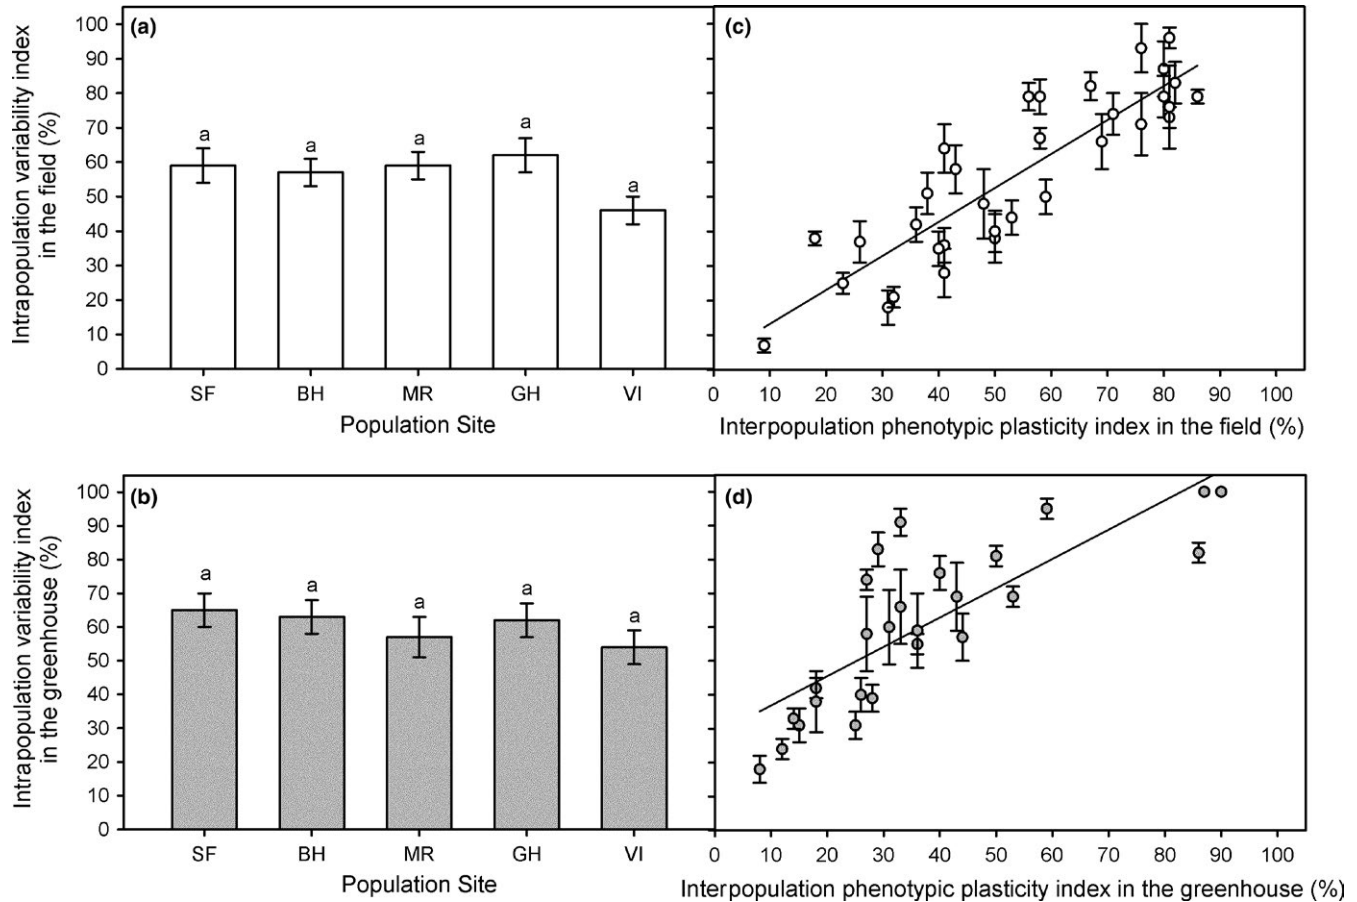 (a)
Intrapopulation variability index
in the field (%)
100
90
80
70
60
50
40
30
20
10
0
a a a a a
SF BH MR GH VI
Population Site
(c)
0 10 20 30 40 50 60 70 80 90 100
Interpopulation phenotypic plasticity index in the field (%)
(b)
Intrapopulation variability index
in the greenhouse (%)
100
90
80
70
60
50
40
30
20
10
0
a a a a a
SF BH MR GH VI
Population Site
(d)
0 10 20 30 40 50 60 70 80 90 100
Interpopulation phenotypic plasticity index in the greenhouse (%)